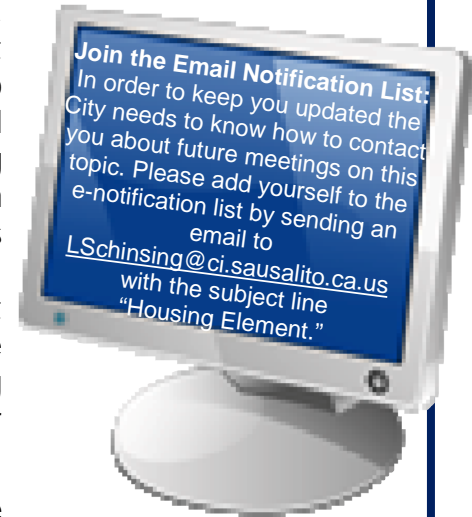 Join the Email Notification List:
In order to keep you updated the
City needs to know how to contact
you about future meetings on this
topic. Please add yourself to the
e-notification list by sending an
email to
LSchinsing@ci.sausalito.ca.us
with the subject line
“Housing Element.”